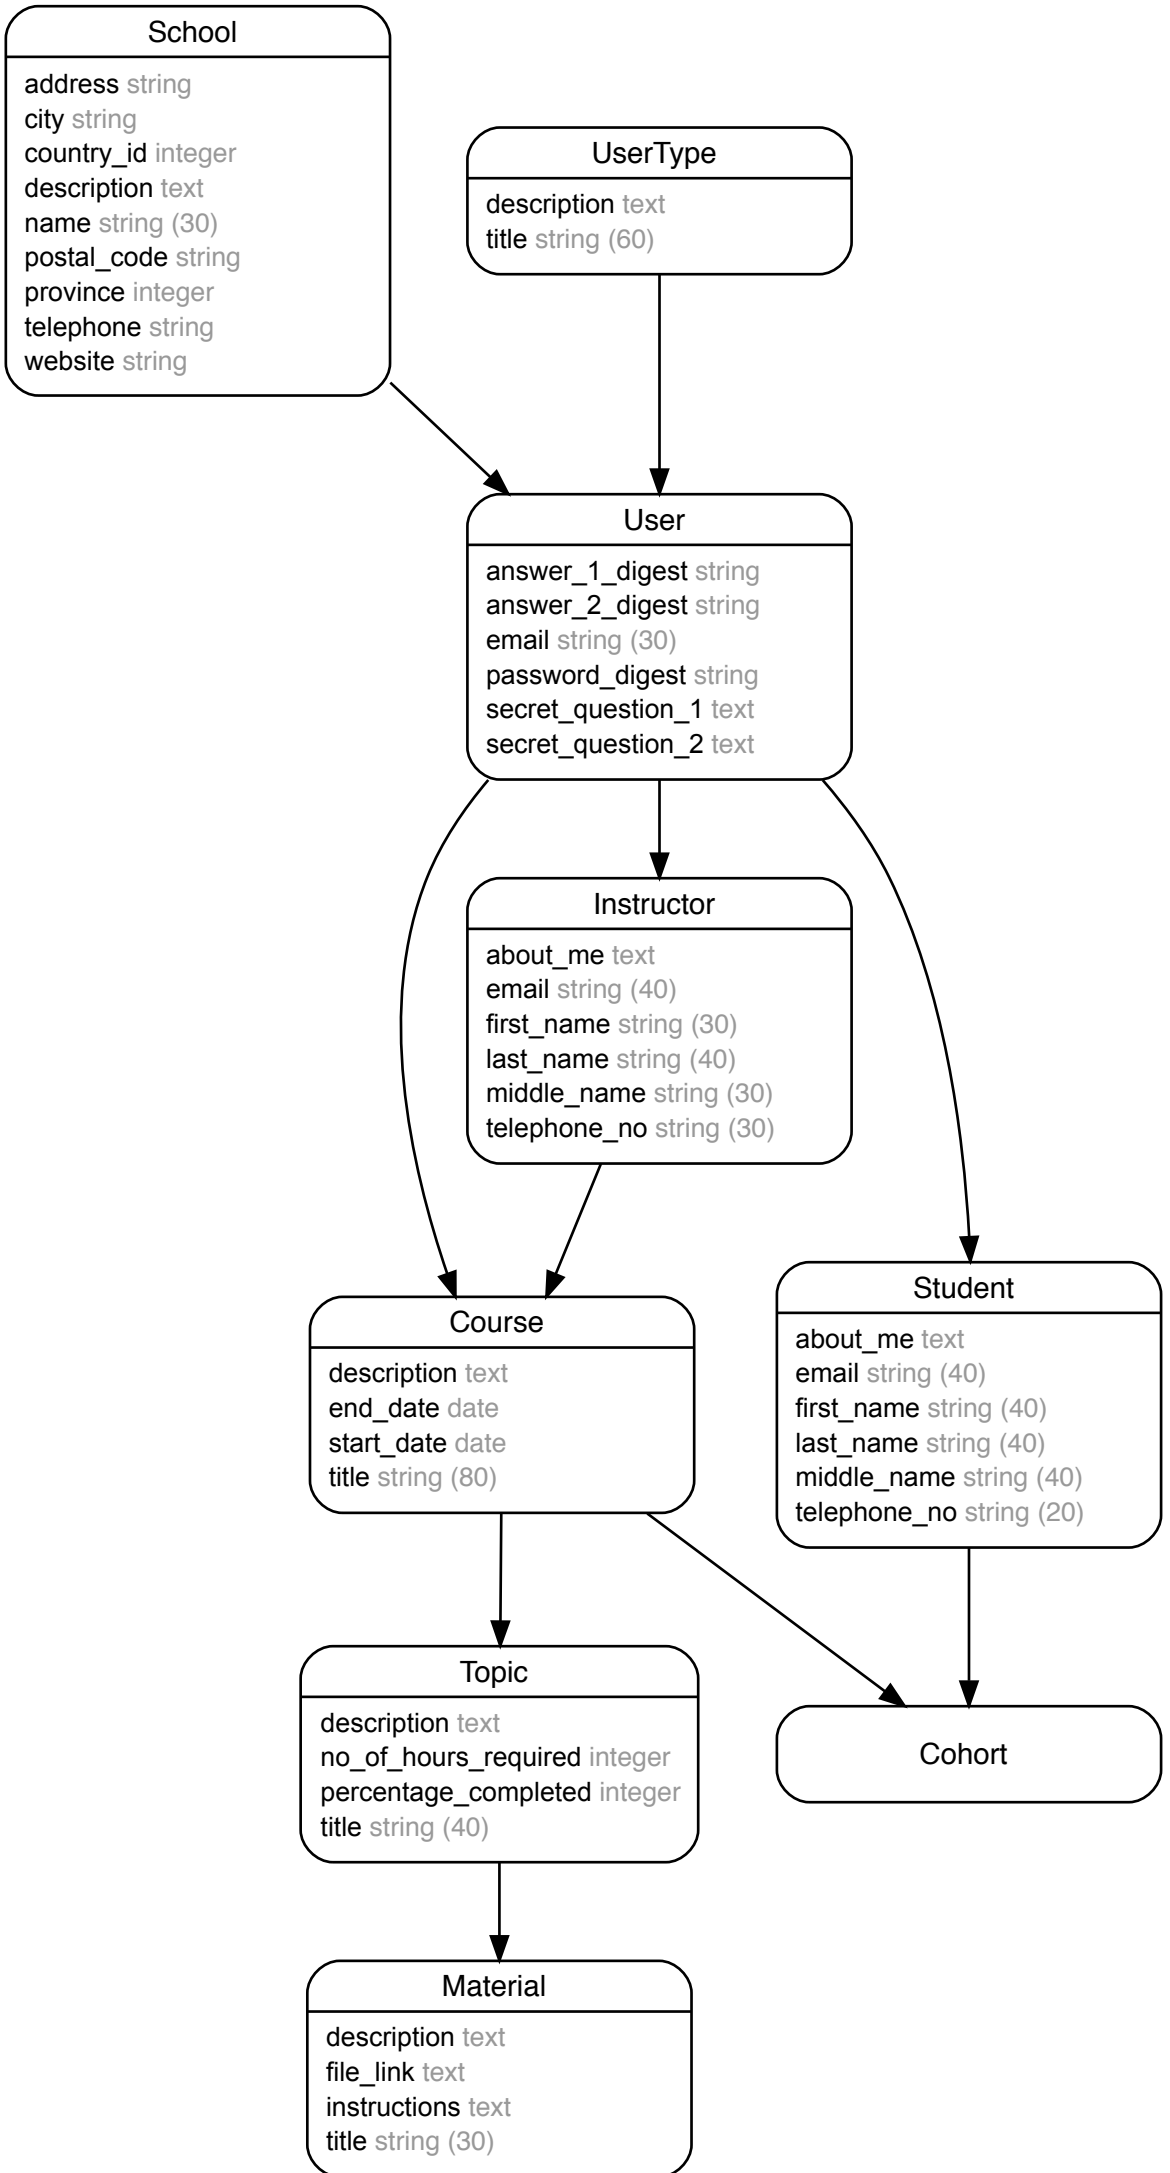 School
address string
city string
country_id integer
description text
name string (30)
postal_code string
province integer
telephone string
website string
UserType
description text
title string (60)
User
answer_1_digest string
answer_2_digest string
email string (30)
password_digest string
secret_question_1 text
secret_question_2 text
Instructor
about_me text
email string (40)
first_name string (30)
last_name string (40)
middle_name string (30)
telephone_no string (30)
Course
description text
end_date date
start_date date
title string (80)
Student
about_me text
email string (40)
first_name string (40)
last_name string (40)
middle_name string (40)
telephone_no string (20)
Topic
description text
no_of_hours_required integer
percentage_completed integer
title string (40)
Cohort
Material
description text
file_link text
instructions text
title string (30)